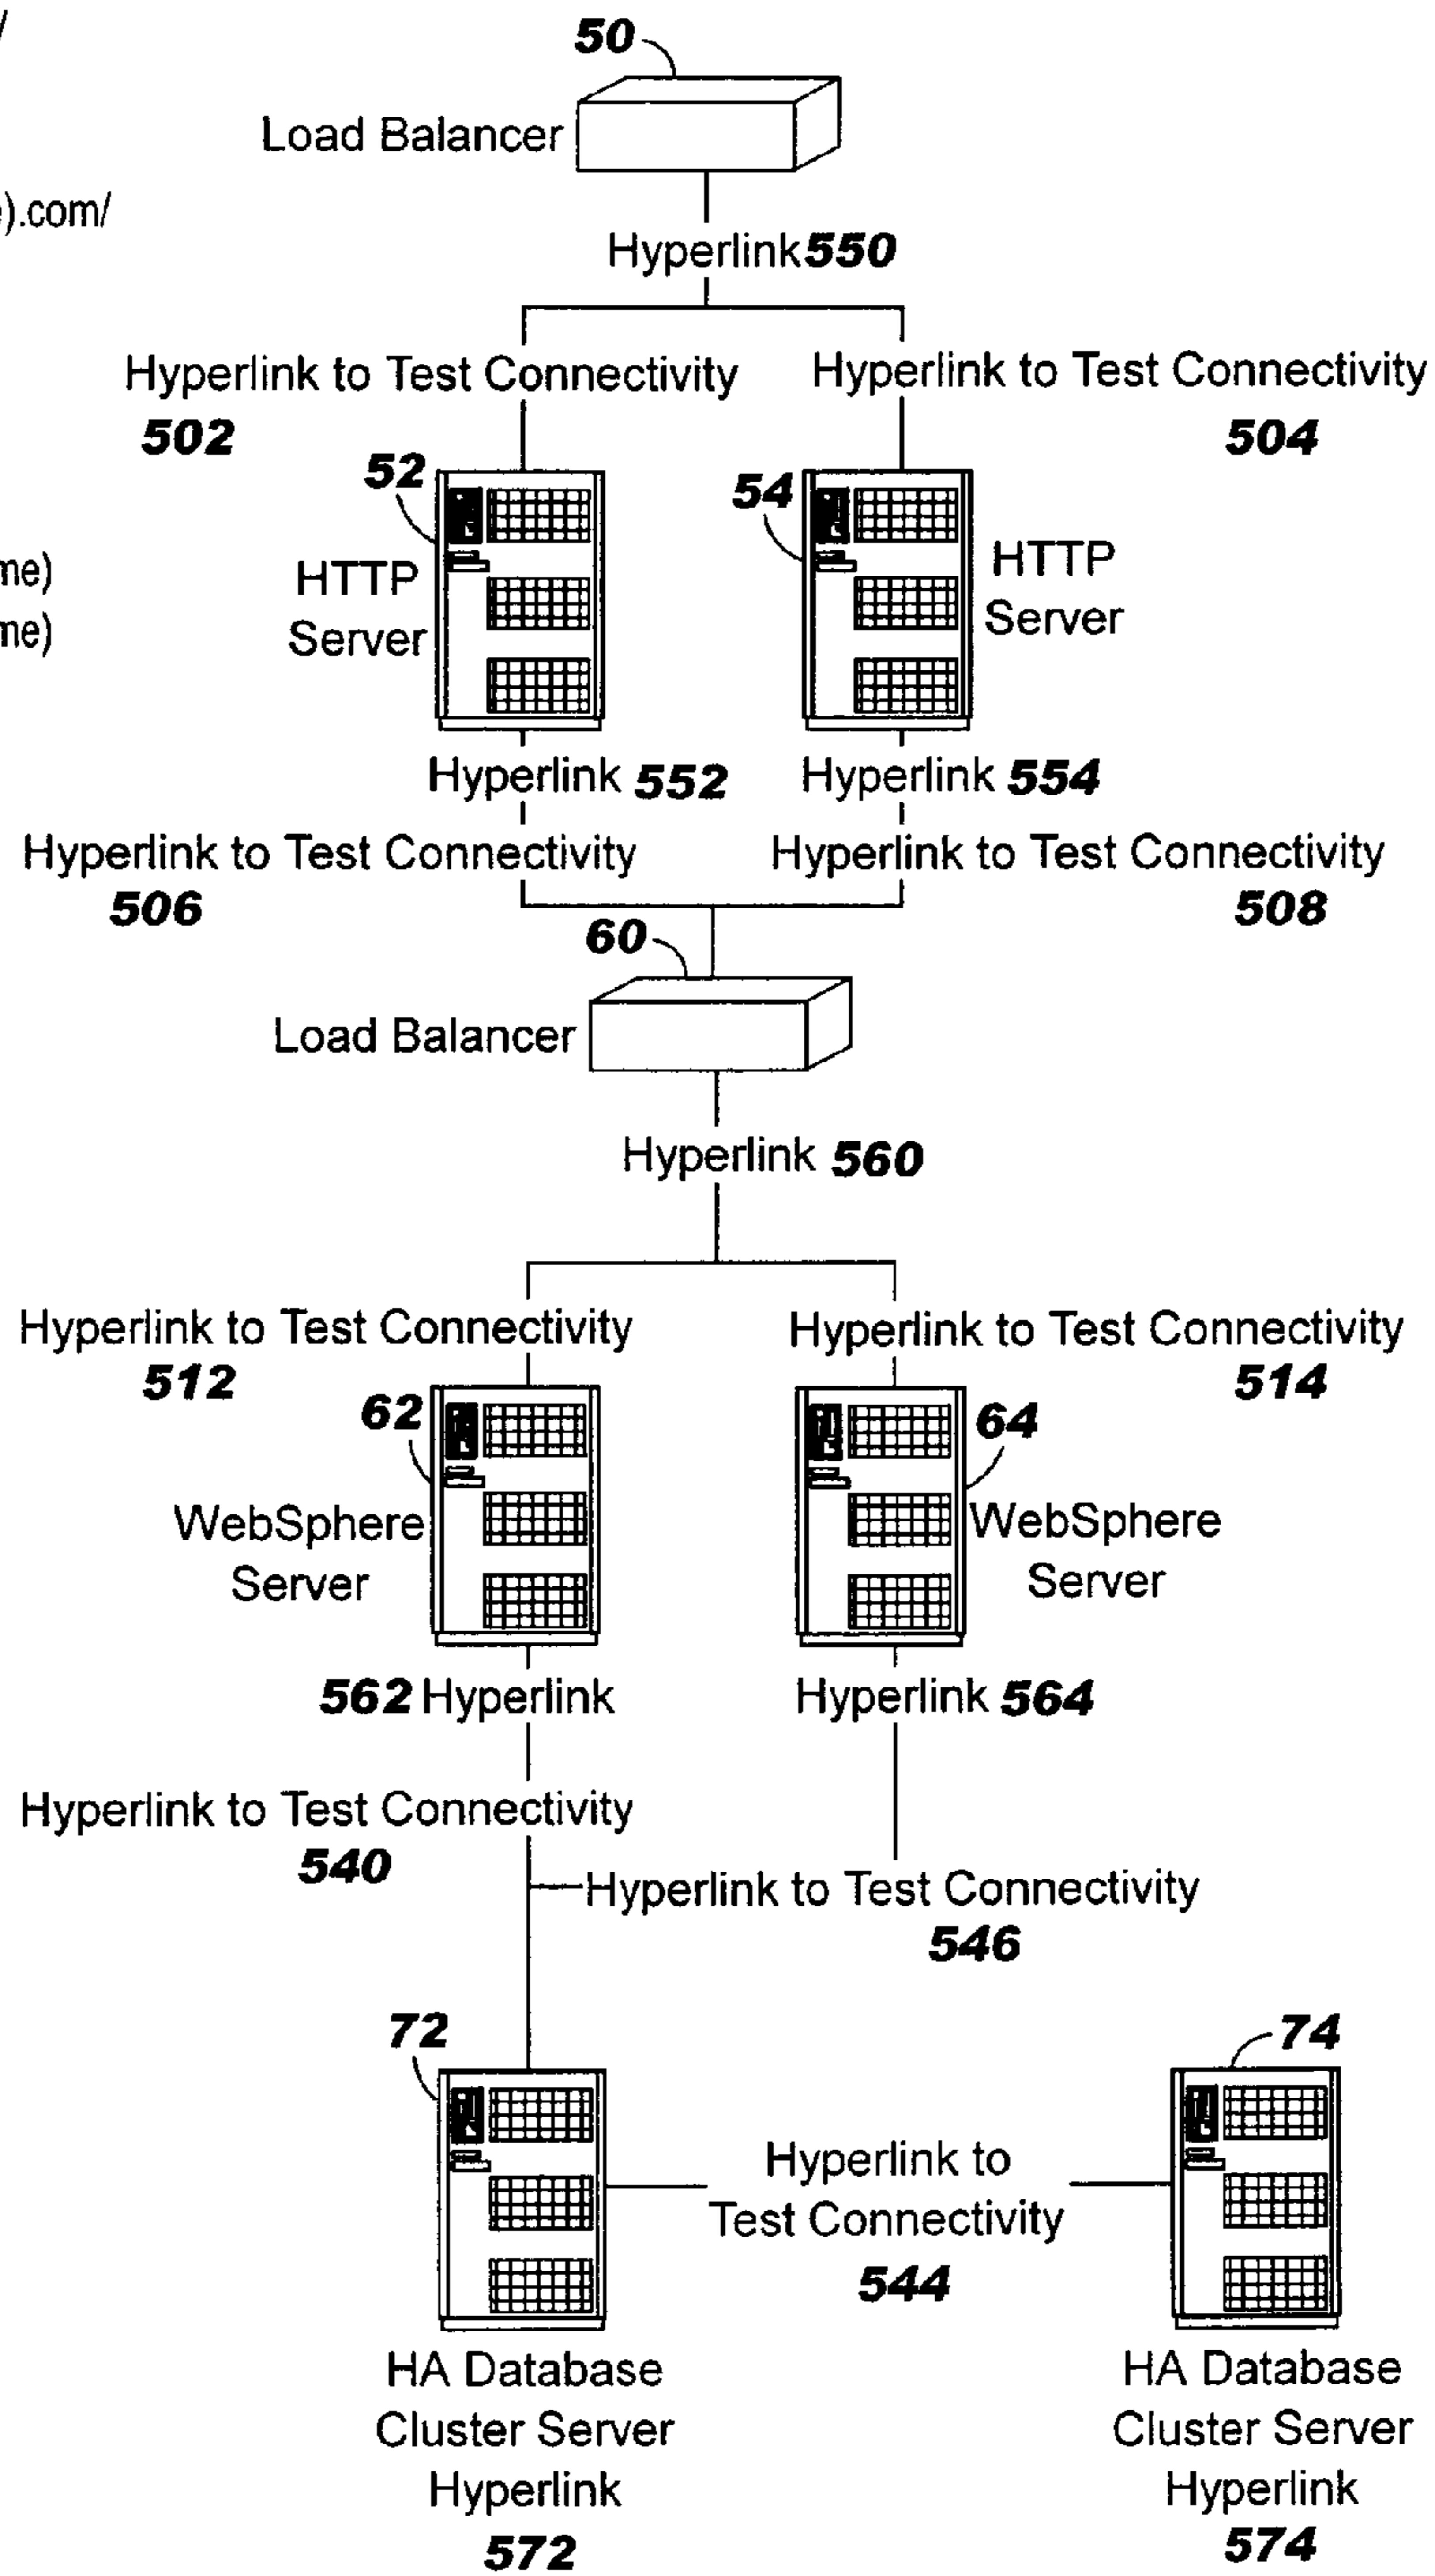 /
50
Load Balancer
e).com/
Hyperlink550
Hyperlink to Test Connectivity
502
Hyperlink to Test Connectivity
504
52
54
HTTP
Server
HTTP
Server
me)
me)
Hyperlink 552
Hyperlink 554
Hyperlink to Test Connectivity
506
Hyperlink to Test Connectivity
508
60
Load Balancer
Hyperlink 560
Hyperlink to Test Connectivity
512
Hyperlink to Test Connectivity
514
62
64
WebSphere
Server
WebSphere
Server
562 Hyperlink
Hyperlink 564
Hyperlink to Test Connectivity
540
Hyperlink to Test Connectivity
546
72
74
Hyperlink to
Test Connectivity
544
HA Database
Cluster Server
Hyperlink
572
HA Database
Cluster Server
Hyperlink
574